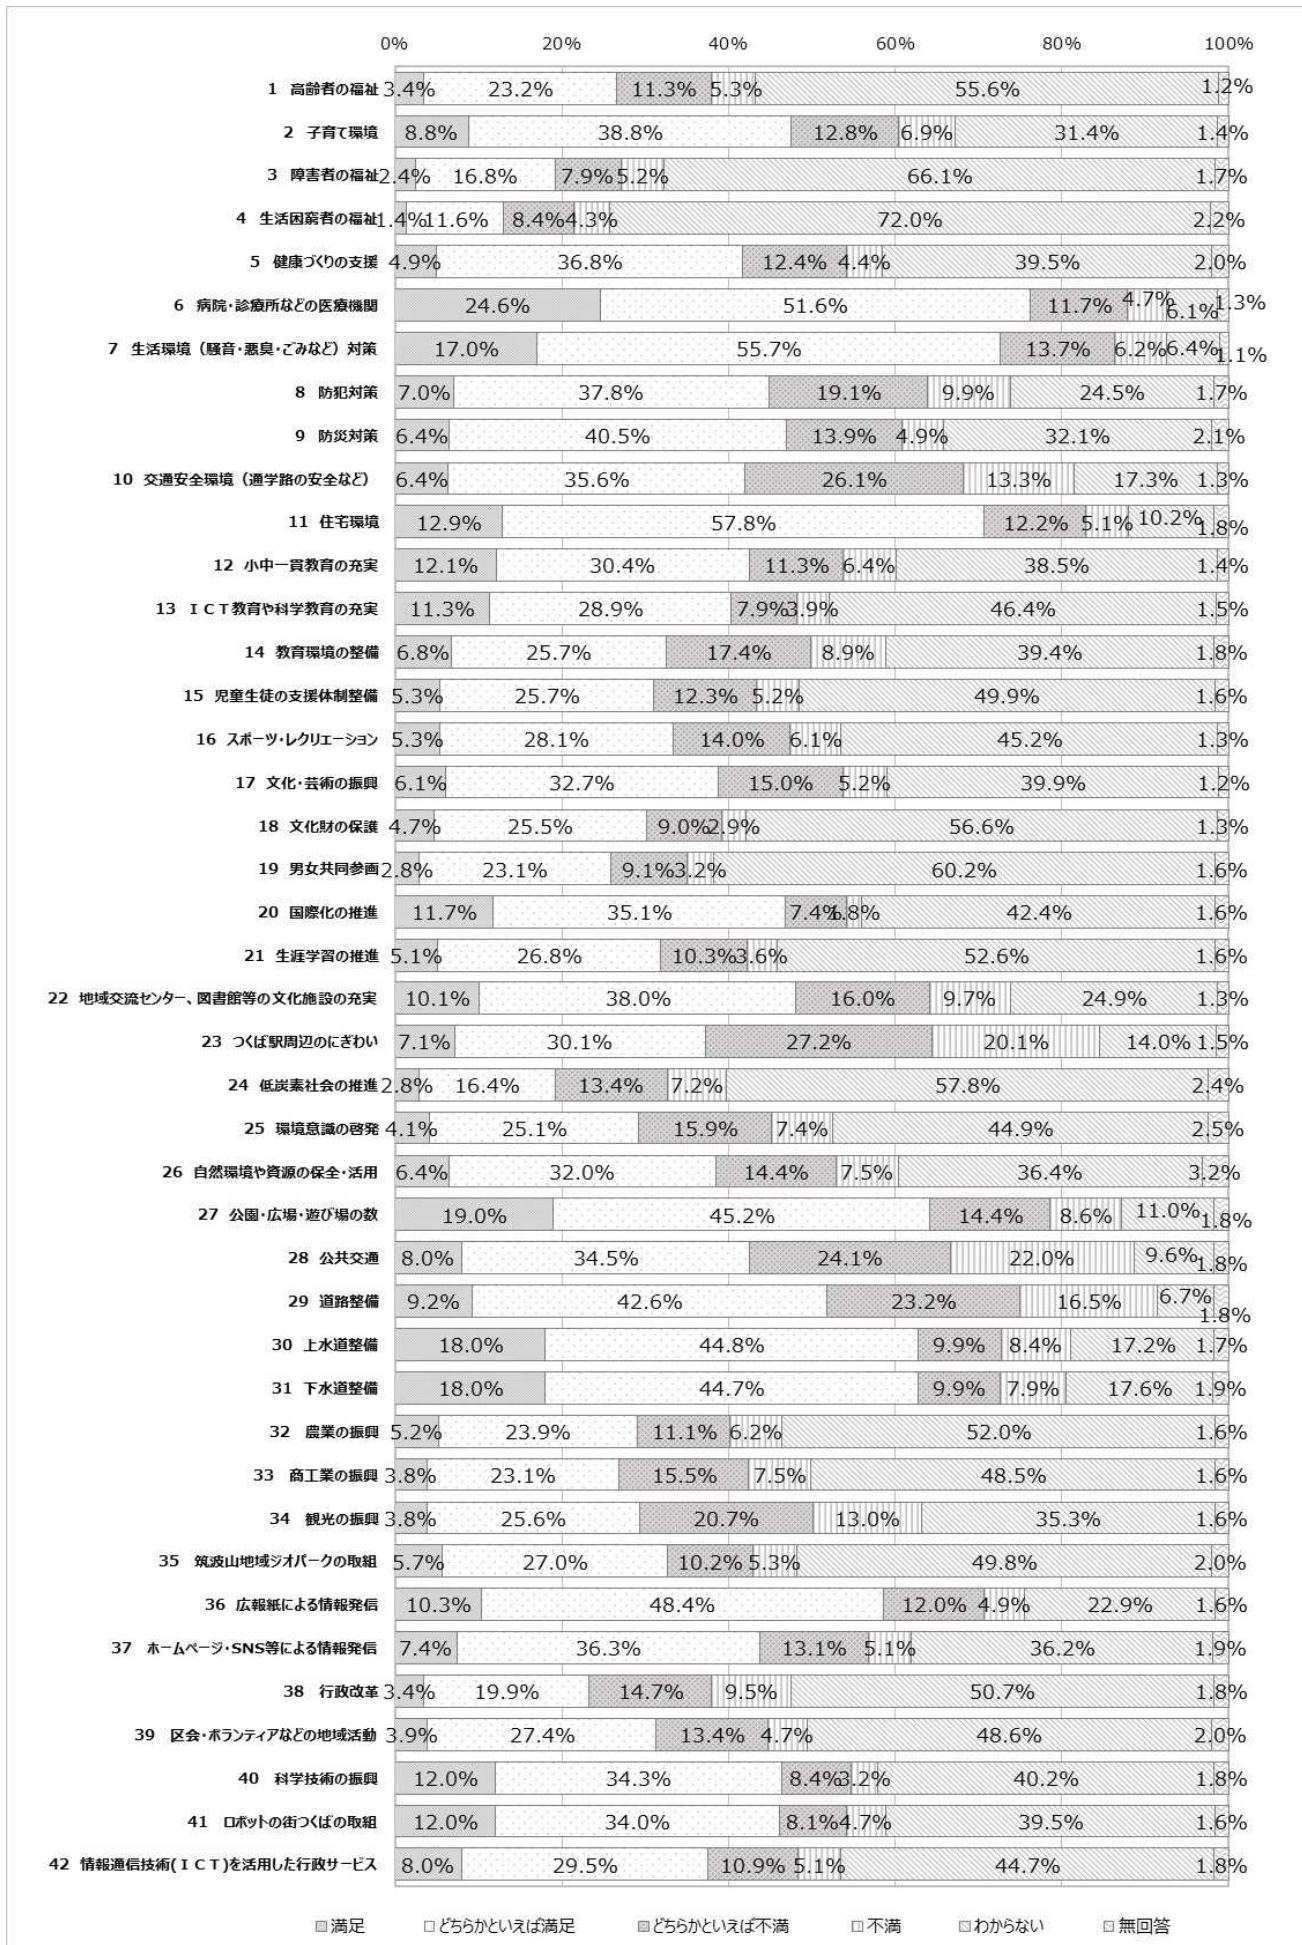 0% 20% 40% 60% 80% 100%
1 高齢者の福祉 3.4% 23.2% 11.3% 5.3% 55.6% 1.2%
2 子育て環境 8.8% 38.8% 12.8% 6.9% 31.4% 1.4%
3 障害者の福祉 2.4% 16.8% 7.9% 5.2% 66.1% 1.7%
4 生活困窮者の福祉 1.4% 11.6% 8.4% 4.3% 72.0% 2.2%
5 健康づくりの支援 4.9% 36.8% 12.4% 4.4% 39.5% 2.0%
6 病院・診療所などの医療機関 24.6% 51.6% 11.7% 4.7% 6.1% 1.3%
7 生活環境（騒音・悪臭・ごみなど）対策 17.0% 55.7% 13.7% 6.2% 6.4% 1.1%
8 防犯対策 7.0% 37.8% 19.1% 9.9% 24.5% 1.7%
9 防災対策 6.4% 40.5% 13.9% 4.9% 32.1% 2.1%
10 交通安全環境（通学路の安全など） 6.4% 35.6% 26.1% 13.3% 17.3% 1.3%
11 住宅環境 12.9% 57.8% 12.2% 5.1% 10.2% 1.8%
12 小中一貫教育の充実 12.1% 30.4% 11.3% 6.4% 38.5% 1.4%
13 ＩＣＴ教育や科学教育の充実 11.3% 28.9% 7.9% 3.9% 46.4% 1.5%
14 教育環境の整備 6.8% 25.7% 17.4% 8.9% 39.4% 1.8%
15 児童生徒の支援体制整備 5.3% 25.7% 12.3% 5.2% 49.9% 1.6%
16 スポーツ・レクリエーション 5.3% 28.1% 14.0% 6.1% 45.2% 1.3%
17 文化・芸術の振興 6.1% 32.7% 15.0% 5.2% 39.9% 1.2%
18 文化財の保護 4.7% 25.5% 9.0% 2.9% 56.6% 1.3%
19 男女共同参画 2.8% 23.1% 9.1% 3.2% 60.2% 1.6%
20 国際化の推進 11.7% 35.1% 7.4% 1.8% 42.4% 1.6%
21 生涯学習の推進 5.1% 26.8% 10.3% 3.6% 52.6% 1.6%
22 地域交流センター、図書館等の文化施設の充実 10.1% 38.0% 16.0% 9.7% 24.9% 1.3%
23 つくば駅周辺のにぎわい 7.1% 30.1% 27.2% 20.1% 14.0% 1.5%
24 低炭素社会の推進 2.8% 16.4% 13.4% 7.2% 57.8% 2.4%
25 環境意識の啓発 4.1% 25.1% 15.9% 7.4% 44.9% 2.5%
26 自然環境や資源の保全・活用 6.4% 32.0% 14.4% 7.5% 36.4% 3.2%
27 公園・広場・遊び場の数 19.0% 45.2% 14.4% 8.6% 11.0% 1.8%
28 公共交通 8.0% 34.5% 24.1% 22.0% 9.6% 1.8%
29 道路整備 9.2% 42.6% 23.2% 16.5% 6.7% 1.8%
30 上水道整備 18.0% 44.8% 9.9% 8.4% 17.2% 1.7%
31 下水道整備 18.0% 44.7% 9.9% 7.9% 17.6% 1.9%
32 農業の振興 5.2% 23.9% 11.1% 6.2% 52.0% 1.6%
33 商工業の振興 3.8% 23.1% 15.5% 7.5% 48.5% 1.6%
34 観光の振興 3.8% 25.6% 20.7% 13.0% 35.3% 1.6%
35 筑波山地域ジオパークの取組 5.7% 27.0% 10.2% 5.3% 49.8% 2.0%
36 広報紙による情報発信 10.3% 48.4% 12.0% 4.9% 22.9% 1.6%
37 ホームページ・SNS等による情報発信 7.4% 36.3% 13.1% 5.1% 36.2% 1.9%
38 行政改革 3.4% 19.9% 14.7% 9.5% 50.7% 1.8%
39 区会・ボランティアなどの地域活動 3.9% 27.4% 13.4% 4.7% 48.6% 2.0%
40 科学技術の振興 12.0% 34.3% 8.4% 3.2% 40.2% 1.8%
41 ロボットの街つくばの取組 12.0% 34.0% 8.1% 4.7% 39.5% 1.6%
42 情報通信技術(ＩＣＴ)を活用した行政サービス 8.0% 29.5% 10.9% 5.1% 44.7% 1.8%
満足 どちらかといえば満足 どちらかといえば不満 不満 わからない 無回答